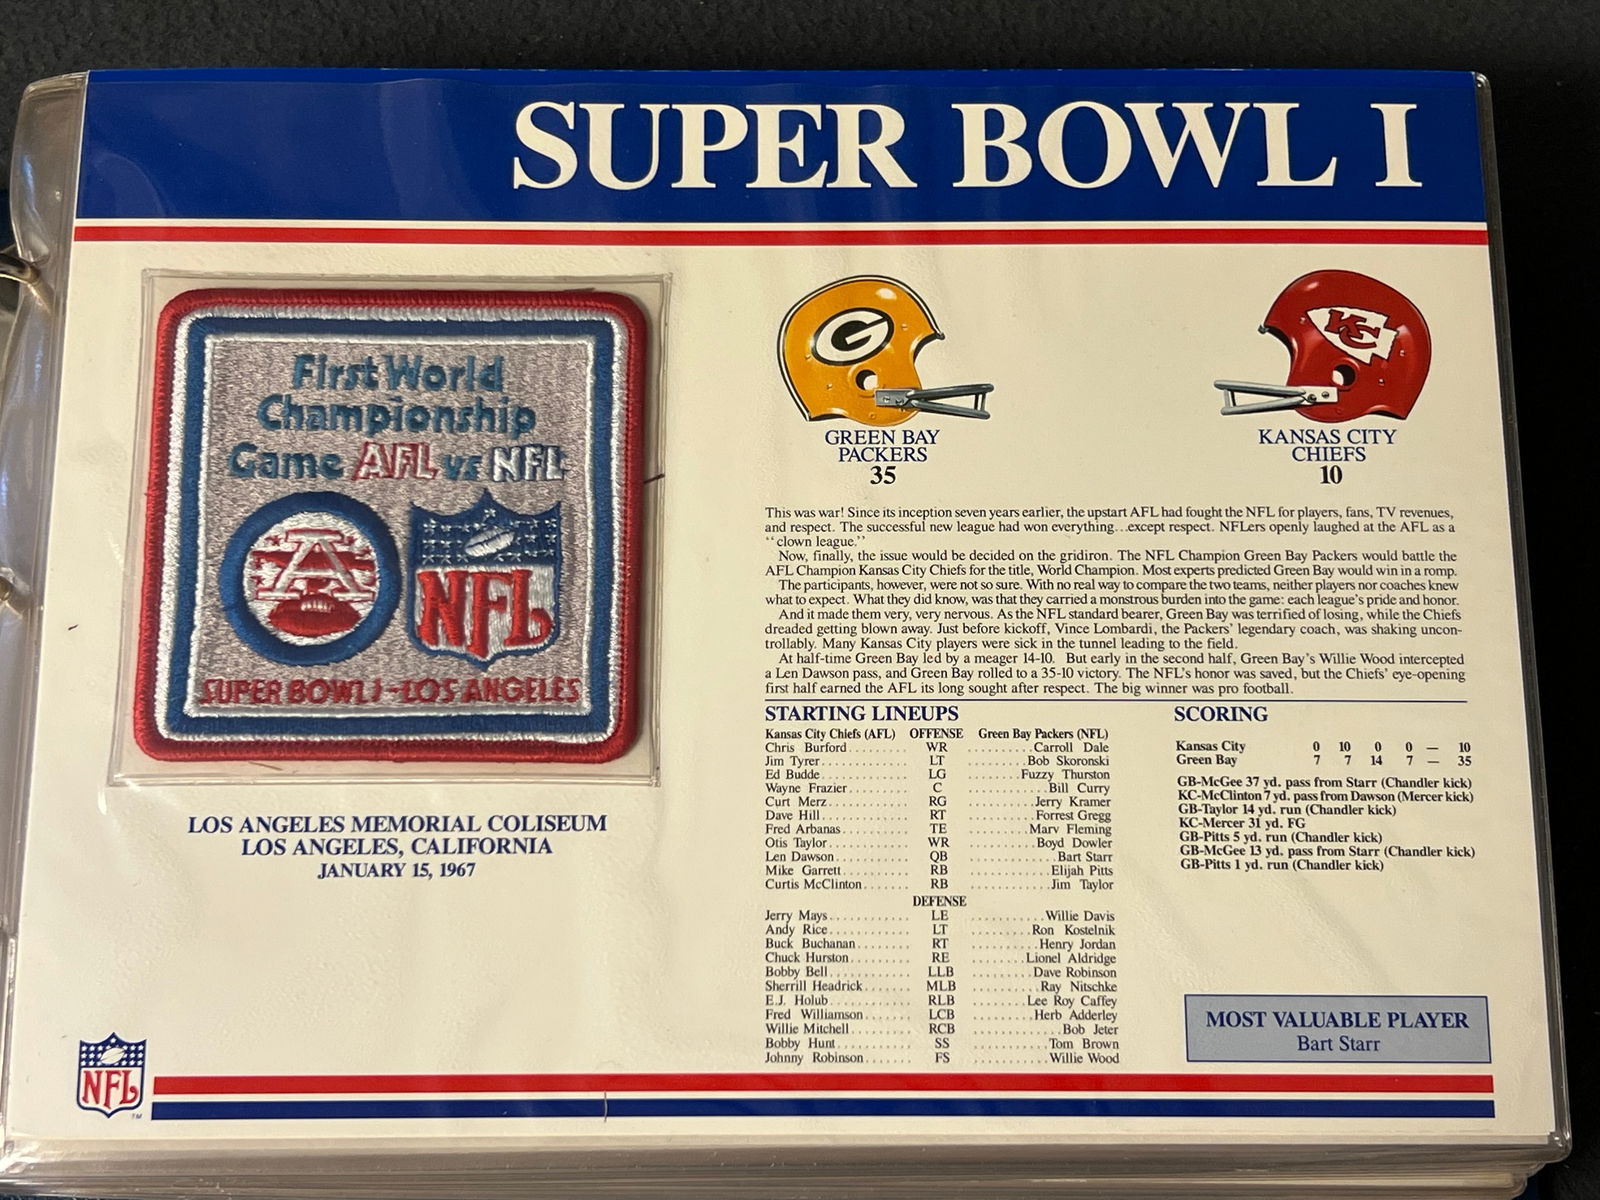 SUPER BOWL I
First World
Championship
Game AFL vs NFL
A
NFL
SUPER BOWL I - LOS ANGELES
LOS ANGELES MEMORIAL COLISEUM
LOS ANGELES, CALIFORNIA
JANUARY 15, 1967
G
GREEN BAY
PACKERS
35
KC
KANSAS CITY
CHIEFS
10
This was war! Since its inception seven years earlier, the upstart AFL had fought the NFL for players, fans, TV revenues,
and respect. The successful new league had won everything...except respect. NFLers openly laughed at the AFL as a
“clown league.”
Now, finally, the issue would be decided on the gridiron. The NFL Champion Green Bay Packers would battle the
AFL Champion Kansas City Chiefs for the title, World Champion. Most experts predicted Green Bay would win in a romp.
The participants, however, were not so sure. With no real way to compare the two teams, neither players nor coaches knew
what to expect. What they did know, was that they carried a monstrous burden into the game: each league's pride and honor.
And it made them very, very nervous. As the NFL standard bearer, Green Bay was terrified of losing, while the Chiefs
dreaded getting blown away. Just before kickoff, Vince Lombardi, the Packers' legendary coach, was shaking uncon-
trollably. Many Kansas City players were sick in the tunnel leading to the field.
At half-time Green Bay led by a meager 14-10. But early in the second half, Green Bay's Willie Wood intercepted
a Len Dawson pass, and Green Bay rolled to a 35-10 victory. The NFL's honor was saved, but the Chiefs' eye-opening
first half earned the AFL its long sought after respect. The big winner was pro football.
STARTING LINEUPS
Kansas City Chiefs (AFL) OFFENSE Green Bay Packers (NFL)
Chris Burford......... WR ..........Carroll Dale
Jim Tyrer............. LT .........Bob Skoronski
Ed Budde............. LG ........Fuzzy Thurston
Wayne Frazier......... C ............Bill Curry
Curt Merz............. RG ..........Jerry Kramer
Dave Hill............. RT ..........Forrest Gregg
Fred Arbanas.......... TE .........Marv Fleming
Otis Taylor........... WR ..........Boyd Dowler
Len Dawson........... QB .............Bart Starr
Mike Garrett.......... RB ............Elijah Pitts
Curtis McClinton....... RB ............Jim Taylor
DEFENSE
Jerry Mays............ LE ...........Willie Davis
Andy Rice............. LT .........Ron Kostelnik
Buck Buchanan........ RT ..........Henry Jordan
Chuck Hurston......... RE ........Lionel Aldridge
Bobby Bell............ LLB .........Dave Robinson
Sherrill Headrick....... MLB ..........Ray Nitschke
E.J. Holub............ RLB ........Lee Roy Caffey
Fred Williamson........ LCB .........Herb Adderley
Willie Mitchell......... RCB .............Bob Jeter
Bobby Hunt........... SS ...........Tom Brown
Johnny Robinson....... FS ...........Willie Wood
SCORING
Kansas City 0 10 0 0 — 10
Green Bay 7 7 14 7 — 35
GB-McGee 37 yd. pass from Starr (Chandler kick)
KC-McClinton 7 yd. pass from Dawson (Mercer kick)
GB-Taylor 14 yd. run (Chandler kick)
KC-Mercer 31 yd. FG
GB-Pitts 5 yd. run (Chandler kick)
GB-McGee 13 yd. pass from Starr (Chandler kick)
GB-Pitts 1 yd. run (Chandler kick)
MOST VALUABLE PLAYER
Bart Starr
NFL
TM